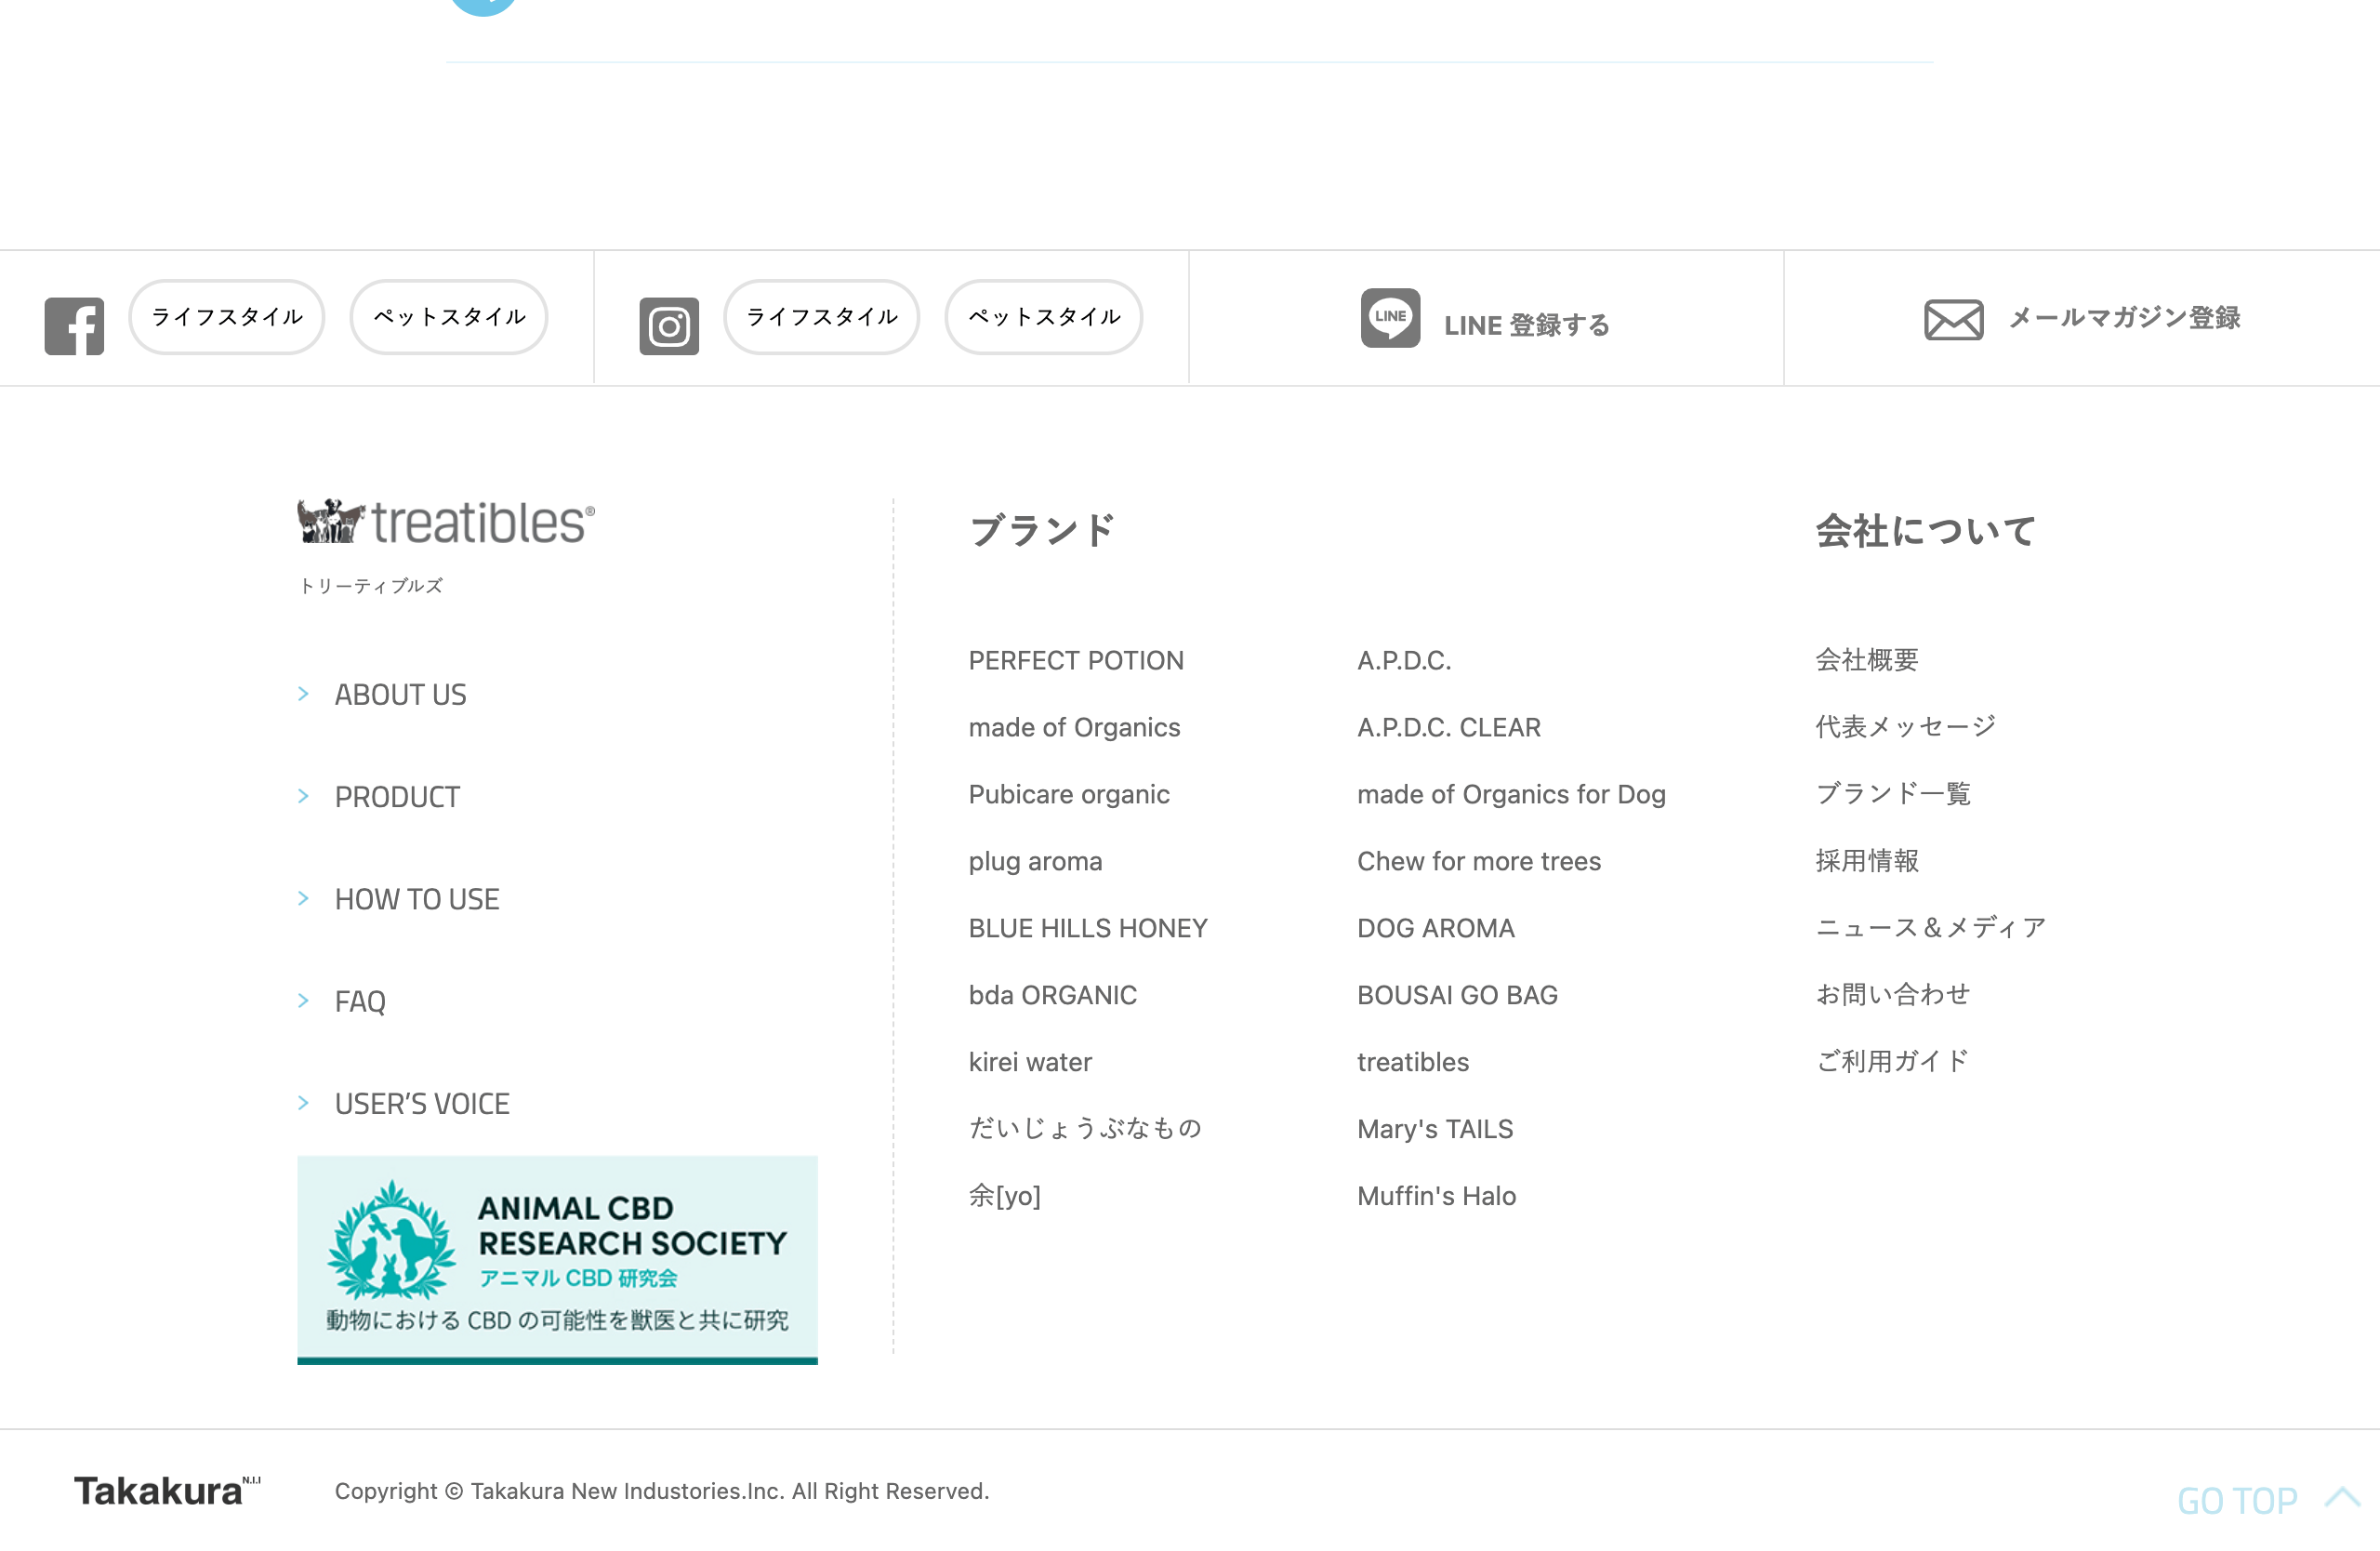 ライフスタイル
ペットスタイル
ライフスタイル
ペットスタイル
LINE
LINE 登録する
メールマガジン登録
treatibles®
トリーティブルズ
ABOUT US
PRODUCT
HOW TO USE
FAQ
USER’S VOICE
ANIMAL CBD
RESEARCH SOCIETY
アニマル CBD 研究会
動物における CBD の可能性を獣医と共に研究
ブランド
PERFECT POTION
made of Organics
Pubicare organic
plug aroma
BLUE HILLS HONEY
bda ORGANIC
kirei water
だいじょうぶなもの
余[yo]
A.P.D.C.
A.P.D.C. CLEAR
made of Organics for Dog
Chew for more trees
DOG AROMA
BOUSAI GO BAG
treatibles
Mary's TAILS
Muffin's Halo
会社について
会社概要
代表メッセージ
ブランド一覧
採用情報
ニュース＆メディア
お問い合わせ
ご利用ガイド
Takakura N.I.I
Copyright © Takakura New Industories.Inc. All Right Reserved.
GO TOP